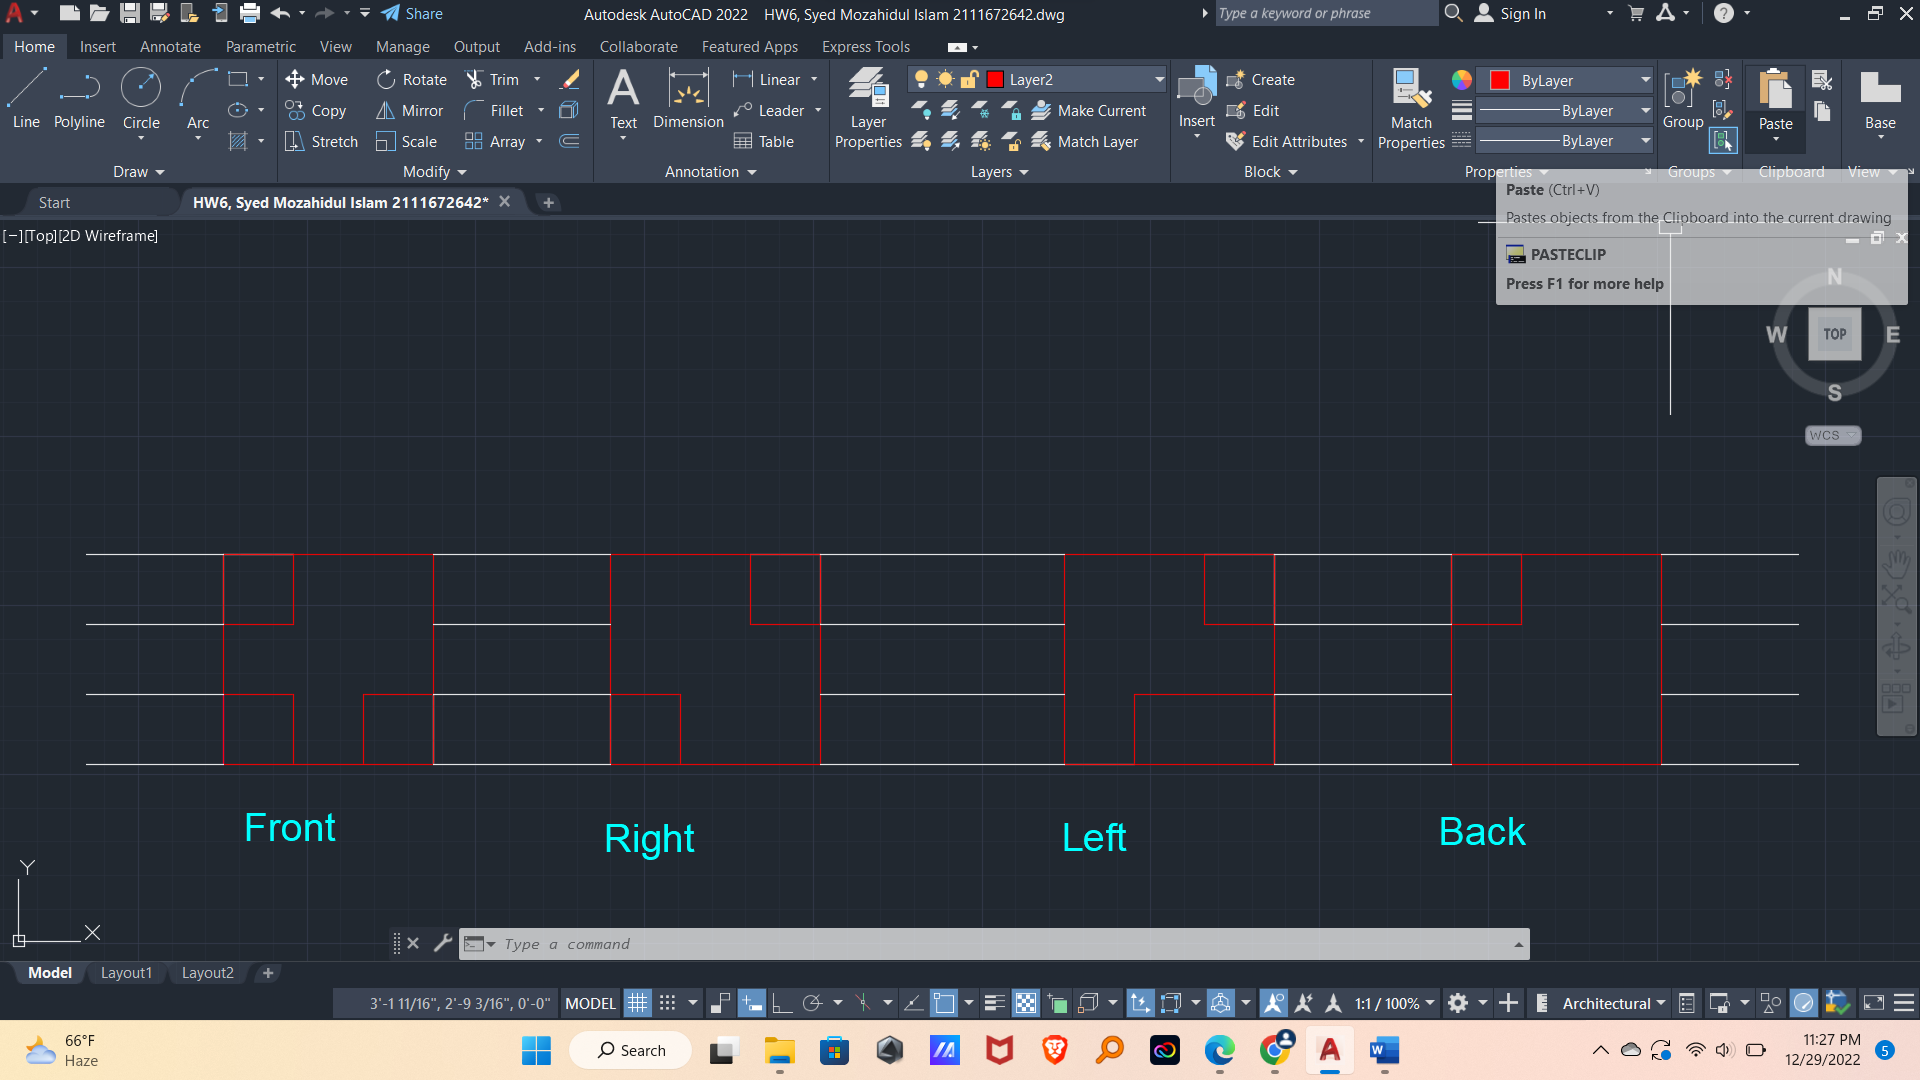 Share
Autodesk AutoCAD 2022 HW6, Syed Mozahidul Islam 2111672642.dwg
Type a keyword or phrase
Sign In
Home Insert Annotate Parametric View Manage Output Add-ins Collaborate Featured Apps Express Tools
Line Polyline Circle Arc
Move Rotate Trim
Copy Mirror Fillet
Stretch Scale Array
Text Dimension
Linear
Leader
Table
Layer Properties
Layer2
Make Current
Match Layer
Insert
Create
Edit
Edit Attributes
Match Properties
ByLayer
ByLayer
ByLayer
Group
Paste
Base
Draw Modify Annotation Layers Block Properties Groups Clipboard View
Start
HW6, Syed Mozahidul Islam 2111672642*
Paste (Ctrl+V)
Pastes objects from the Clipboard into the current drawing
PASTECLIP
Press F1 for more help
[−][Top][2D Wireframe]
N
W TOP E
S
WCS
Front Right Left Back
Y
X
Type a command
Model Layout1 Layout2
3'-1 11/16", 2'-9 3/16", 0'-0" MODEL 1:1 / 100% Architectural
66°F
Haze
Search
11:27 PM
12/29/2022
5